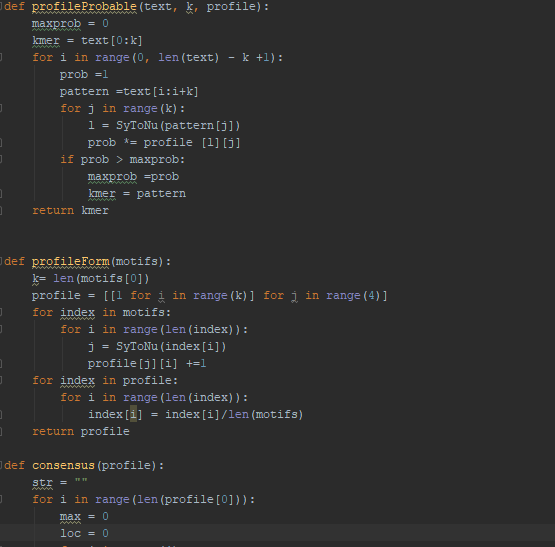 def profileProbable(text, k, profile):
    maxprob = 0
    kmer = text[0:k]
    for i in range(0, len(text) - k +1):
        prob =1
        pattern =text[i:i+k]
        for j in range(k):
            l = SyToNu(pattern[j])
            prob *= profile [l][j]
        if prob > maxprob:
            maxprob =prob
            kmer = pattern
    return kmer
def profileForm(motifs):
    k= len(motifs[0])
    profile = [[1 for i in range(k)] for j in range(4)]
    for index in motifs:
        for i in range(len(index)):
            j = SyToNu(index[i])
            profile[j][i] +=1
    for index in profile:
        for i in range(len(index)):
            index[i] = index[i]/len(motifs)
    return profile
def consensus(profile):
    str = ""
    for i in range(len(profile[0])):
        max = 0
        loc = 0